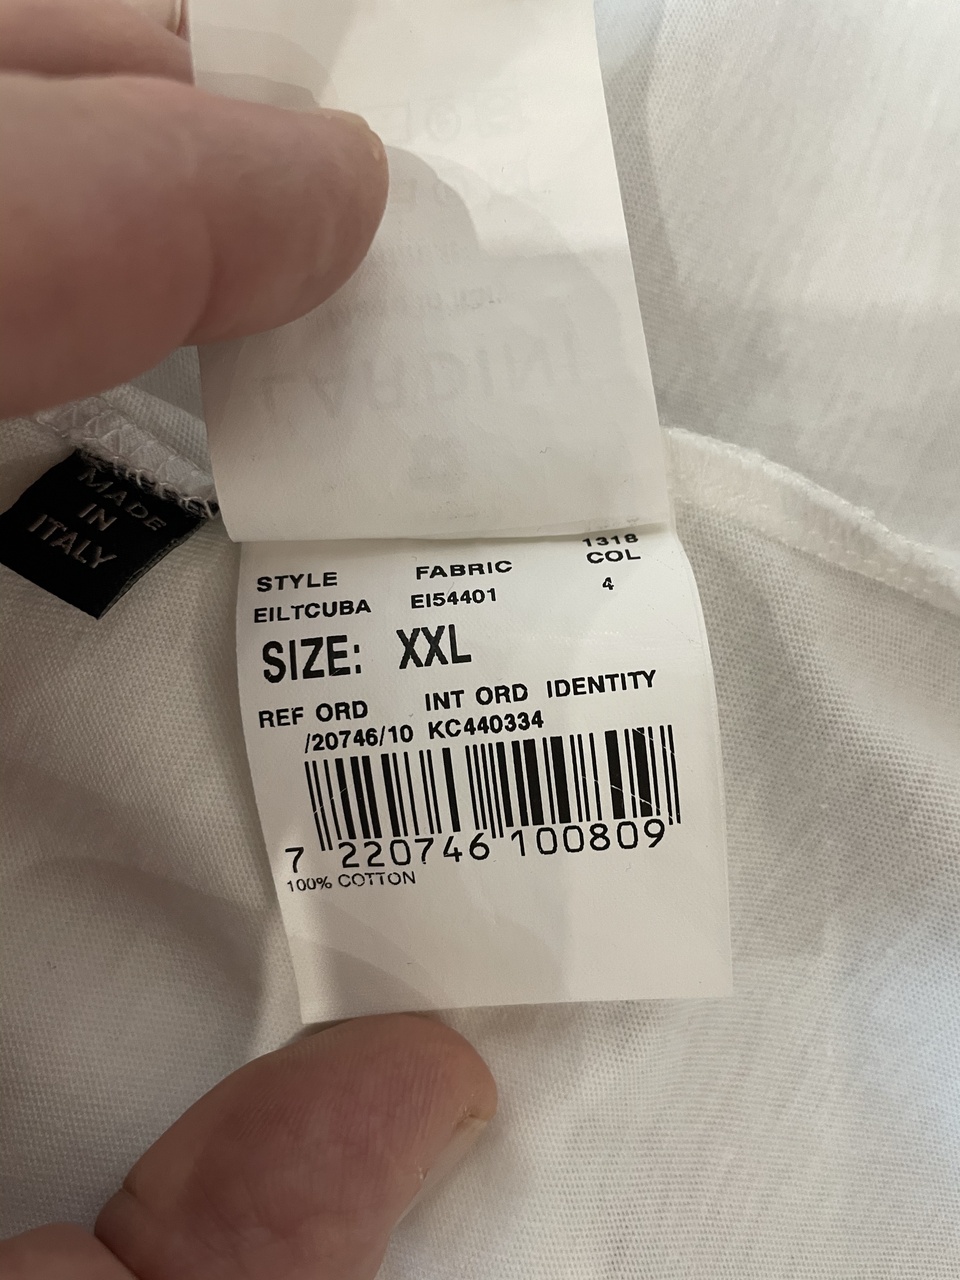 MADE
IN
ITALY
1318
STYLE FABRIC COL
EILTCUBA EI54401 4
SIZE: XXL
REF ORD INT ORD IDENTITY
/20746/10 KC440334
7 220746 100809
100% COTTON